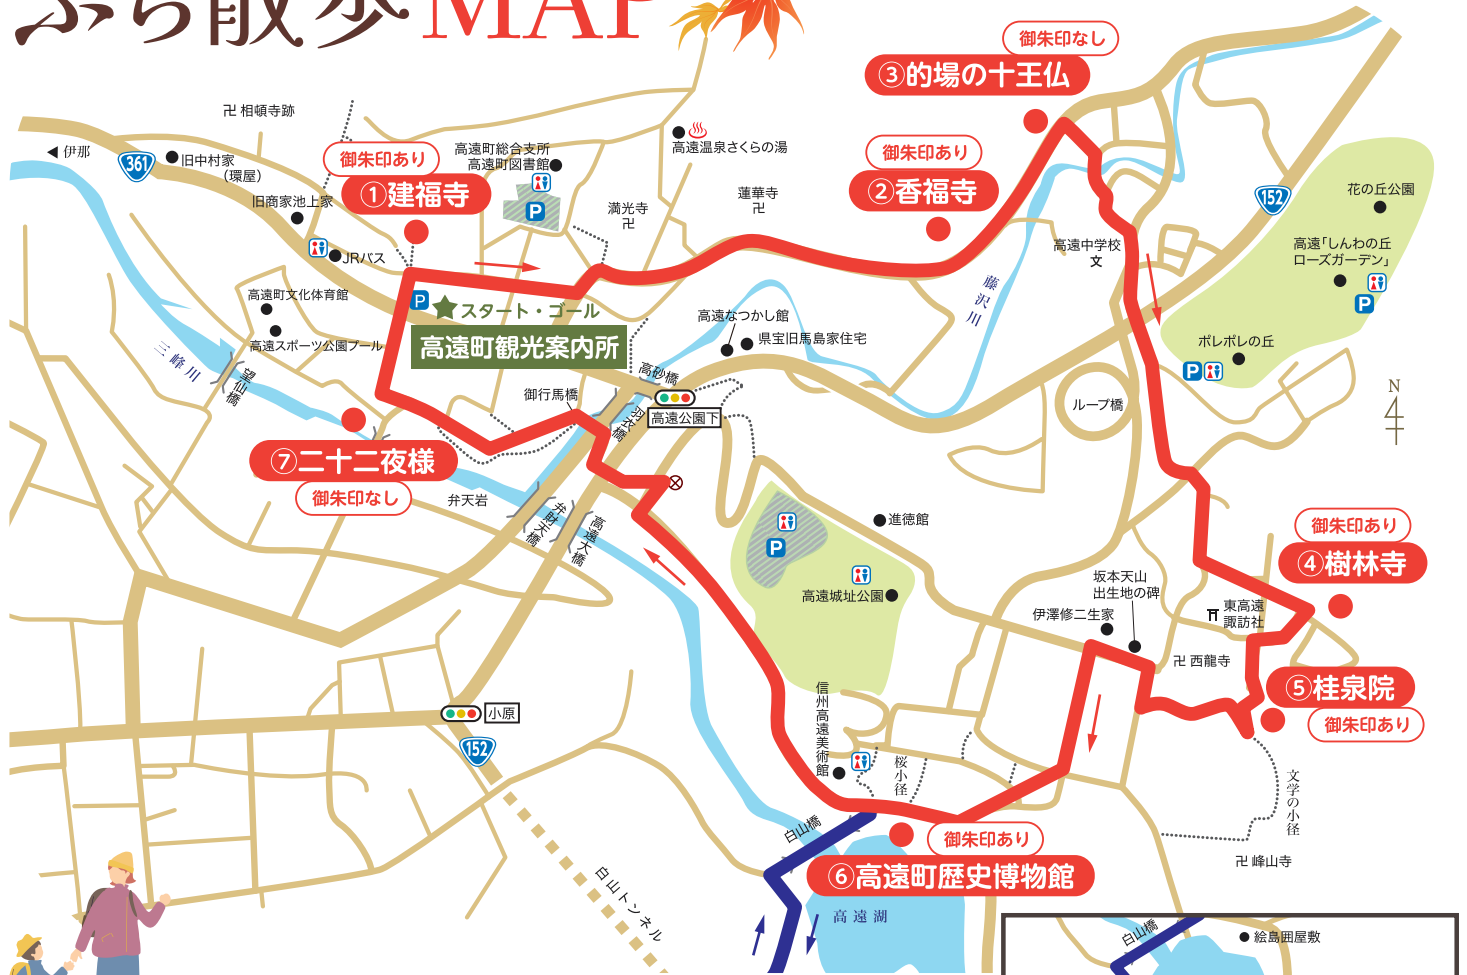 ぶら散歩MAP
御朱印なし
③的場の十王仏
卍 相頓寺跡
伊那
361
旧中村家
(環屋)
御朱印あり
①建福寺
高遠町総合支所
高遠町図書館
P
高遠温泉さくらの湯
御朱印あり
②香福寺
152
花の丘公園
旧商家池上家
満光寺
卍
蓮華寺
卍
高遠中学校
文
高遠「しんわの丘
ローズガーデン」
P
JRバス
高遠町文化体育館
高遠スポーツ公園プール
P
スタート・ゴール
高遠町観光案内所
高遠なつかし館
県宝旧馬島家住宅
藤沢川
ポレポレの丘
P
三峰川
望仙橋
高砂橋
御行馬橋
羽衣橋
高遠公園下
ループ橋
N
⑦二十二夜様
御朱印なし
弁天岩
弁財天橋
高遠大橋
進徳館
P
高遠城址公園
御朱印あり
④樹林寺
坂本天山
出生地の碑
伊澤修二生家
東高遠
諏訪社
卍 西龍寺
⑤桂泉院
御朱印あり
小原
152
信州高遠美術館
桜小径
文学の小径
白山橋
御朱印あり
⑥高遠町歴史博物館
卍 峰山寺
白山トンネル
高遠湖
白山橋
絵島囲屋敷